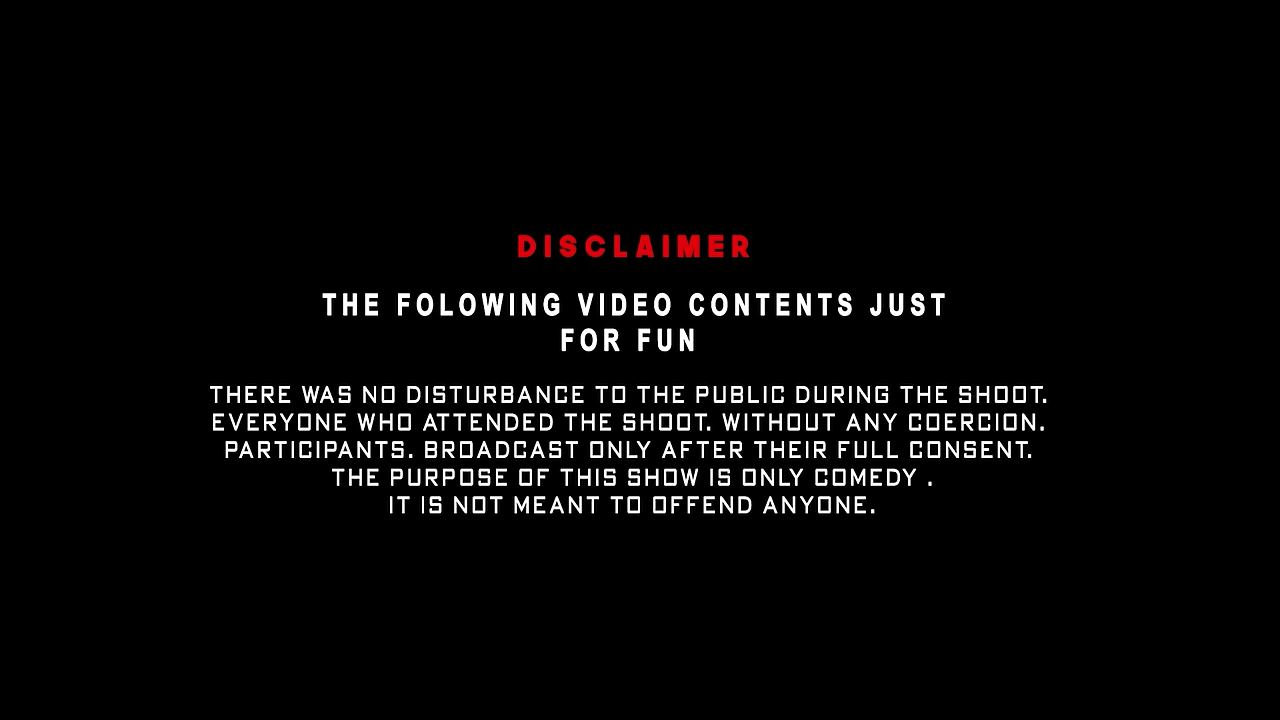 DISCLAIMER
THE FOLOWING VIDEO CONTENTS JUST
FOR FUN
THERE WAS NO DISTURBANCE TO THE PUBLIC DURING THE SHOOT.
EVERYONE WHO ATTENDED THE SHOOT. WITHOUT ANY COERCION.
PARTICIPANTS. BROADCAST ONLY AFTER THEIR FULL CONSENT.
THE PURPOSE OF THIS SHOW IS ONLY COMEDY .
IT IS NOT MEANT TO OFFEND ANYONE.